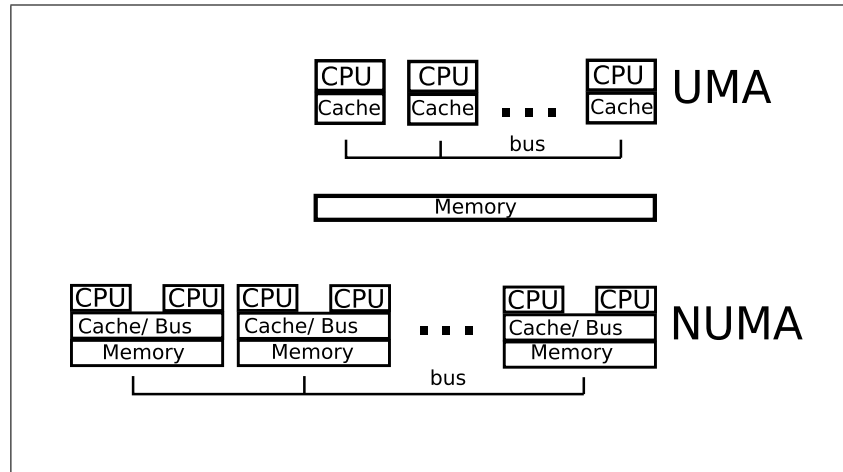 CPU CPU CPU UMA
Cache Cache Cache
bus
Memory
CPU CPU CPU CPU CPU CPU NUMA
Cache/ Bus Cache/ Bus Cache/ Bus
Memory Memory Memory
bus